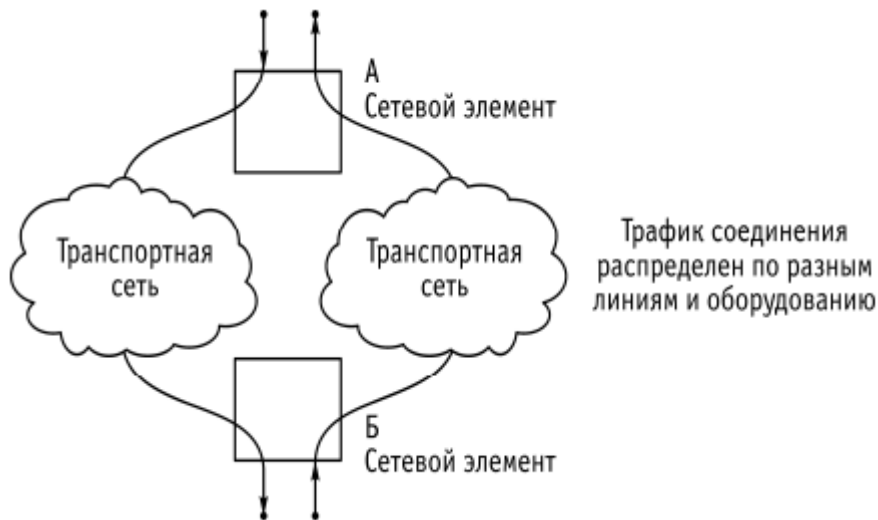 А
Сетевой элемент
Транспортная
сеть
Транспортная
сеть
Трафик соединения
распределен по разным
линиям и оборудованию
Б
Сетевой элемент